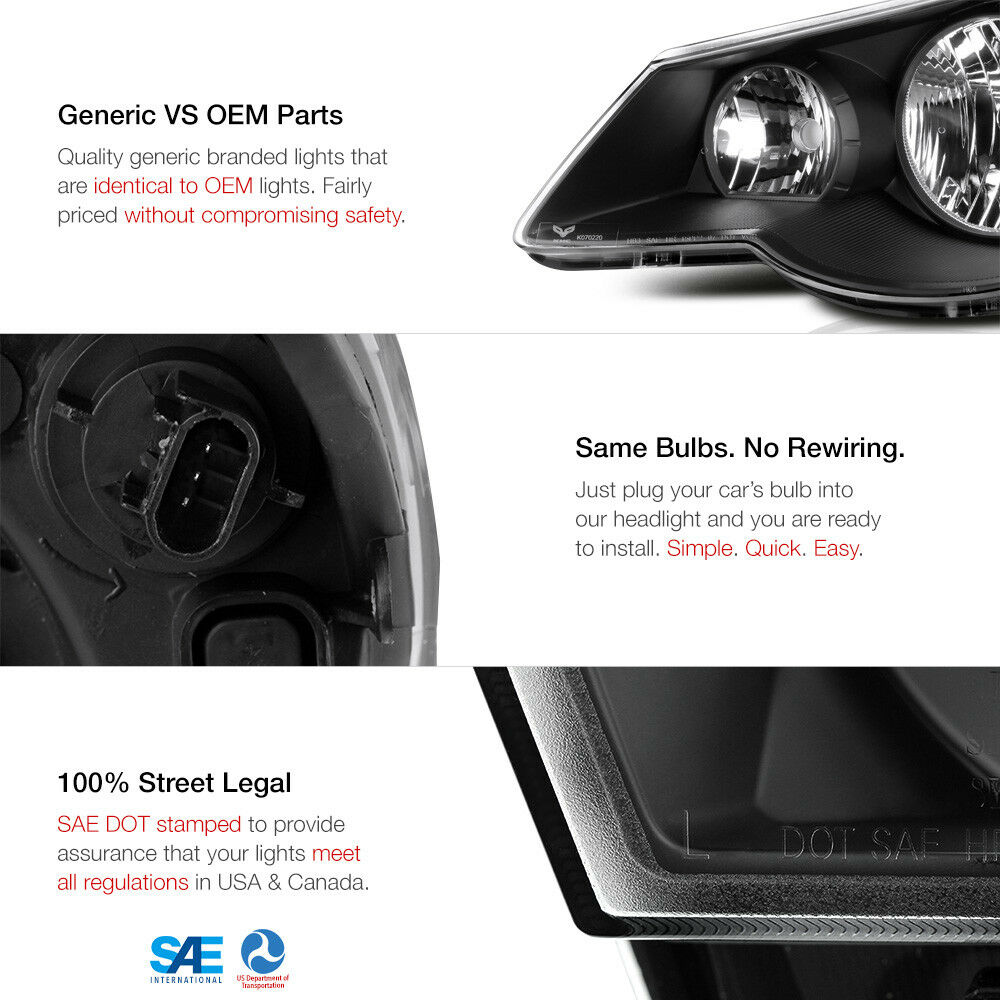 Generic VS OEM Parts
Quality generic branded lights that
are identical to OEM lights. Fairly
priced without compromising safety.
K070220
Same Bulbs. No Rewiring.
Just plug your car's bulb into
our headlight and you are ready
to install. Simple. Quick. Easy.
100% Street Legal
SAE DOT stamped to provide
assurance that your lights meet
all regulations in USA & Canada.
L DOT SAE
SAE
INTERNATIONAL
US Department of
Transportation